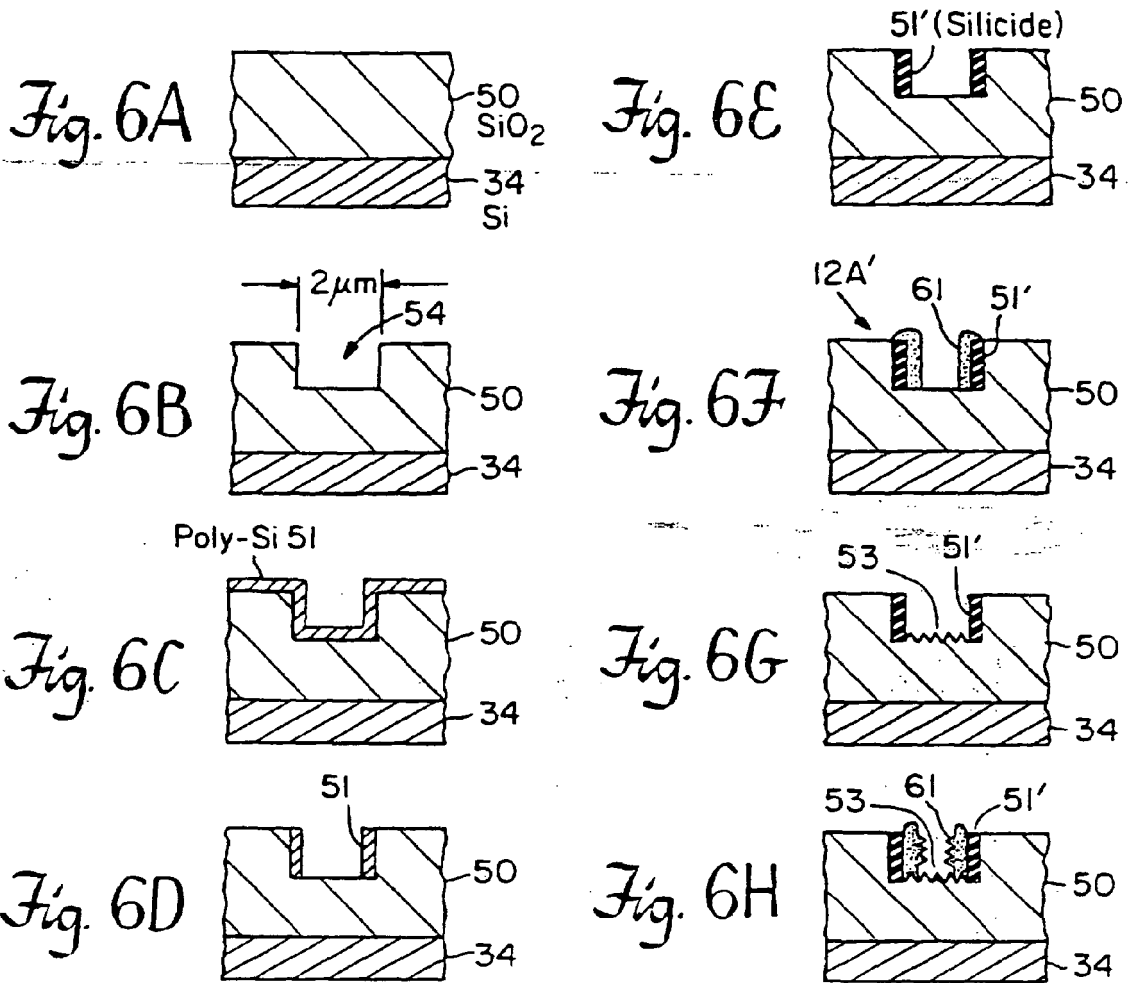 Fig. 6A
50
SiO2
34
Si
Fig. 6B
2μm
54
50
34
Fig. 6C
Poly-Si 51
50
34
Fig. 6D
51
50
34
Fig. 6E
51' (Silicide)
50
34
Fig. 6F
12A'
61
51'
50
34
Fig. 6G
53
51'
50
34
Fig. 6H
53
61
51'
50
34